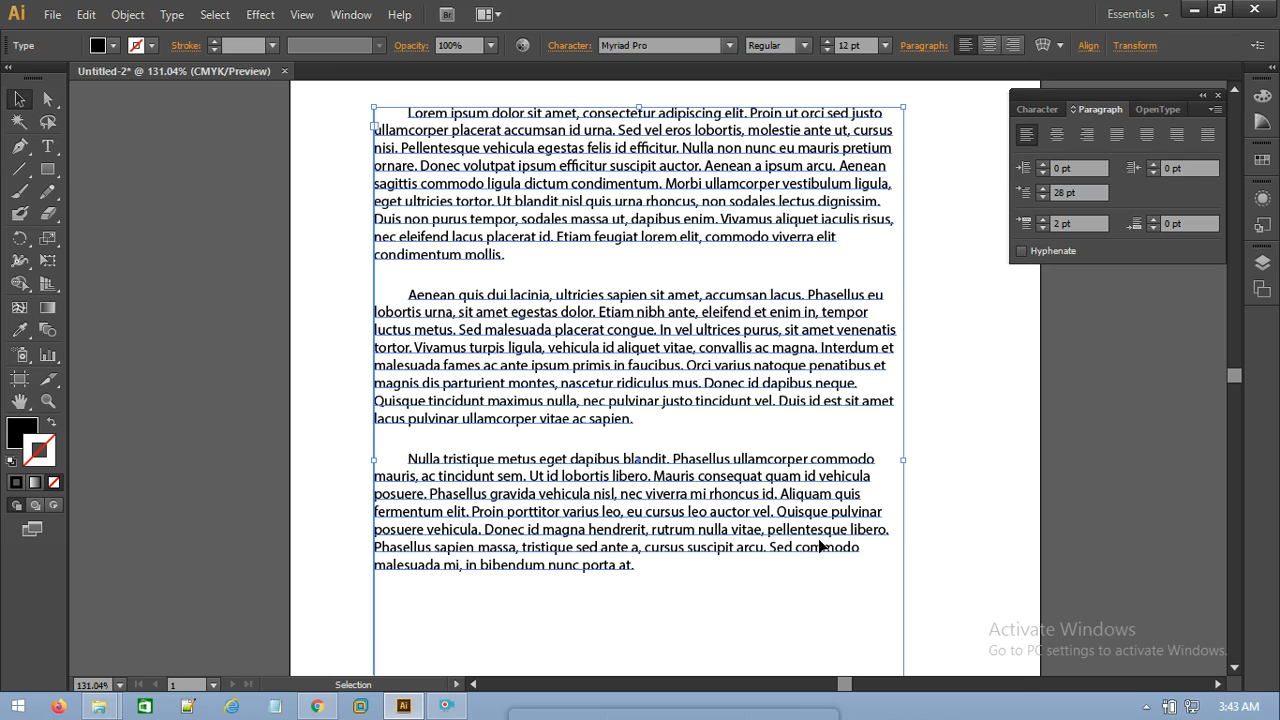 Ai File Edit Object Type Select Effect View Window Help Br Essentials
Type Stroke: Opacity: 100% Character: Myriad Pro Regular 12 pt Paragraph: Align Transform
Untitled-2* @ 131.04% (CMYK/Preview)
Lorem ipsum dolor sit amet, consectetur adipiscing elit. Proin ut orci sed justo
ullamcorper placerat accumsan id urna. Sed vel eros lobortis, molestie ante ut, cursus
nisi. Pellentesque vehicula egestas felis id efficitur. Nulla non nunc eu mauris pretium
ornare. Donec volutpat ipsum efficitur suscipit auctor. Aenean a ipsum arcu. Aenean
sagittis commodo ligula dictum condimentum. Morbi ullamcorper vestibulum ligula,
eget ultricies tortor. Ut blandit nisl quis urna rhoncus, non sodales lectus dignissim.
Duis non purus tempor, sodales massa ut, dapibus enim. Vivamus aliquet iaculis risus,
nec eleifend lacus placerat id. Etiam feugiat lorem elit, commodo viverra elit
condimentum mollis.
Aenean quis dui lacinia, ultricies sapien sit amet, accumsan lacus. Phasellus eu
lobortis urna, sit amet egestas dolor. Etiam nibh ante, eleifend et enim in, tempor
luctus metus. Sed malesuada placerat congue. In vel ultrices purus, sit amet venenatis
tortor. Vivamus turpis ligula, vehicula id aliquet vitae, convallis ac magna. Interdum et
malesuada fames ac ante ipsum primis in faucibus. Orci varius natoque penatibus et
magnis dis parturient montes, nascetur ridiculus mus. Donec id dapibus neque.
Quisque tincidunt maximus nulla, nec pulvinar justo tincidunt vel. Duis id est sit amet
lacus pulvinar ullamcorper vitae ac sapien.
Nulla tristique metus eget dapibus blandit. Phasellus ullamcorper commodo
mauris, ac tincidunt sem. Ut id lobortis libero. Mauris consequat quam id vehicula
posuere. Phasellus gravida vehicula nisl, nec viverra mi rhoncus id. Aliquam quis
fermentum elit. Proin porttitor varius leo, eu cursus leo auctor vel. Quisque pulvinar
posuere vehicula. Donec id magna hendrerit, rutrum nulla vitae, pellentesque libero.
Phasellus sapien massa, tristique sed ante a, cursus suscipit arcu. Sed commodo
malesuada mi, in bibendum nunc porta at.
Character Paragraph OpenType
0 pt 0 pt
28 pt
2 pt 0 pt
Hyphenate
Activate Windows
Go to PC settings to activate Windows.
131.04% 1 Selection
Ai 3:43 AM